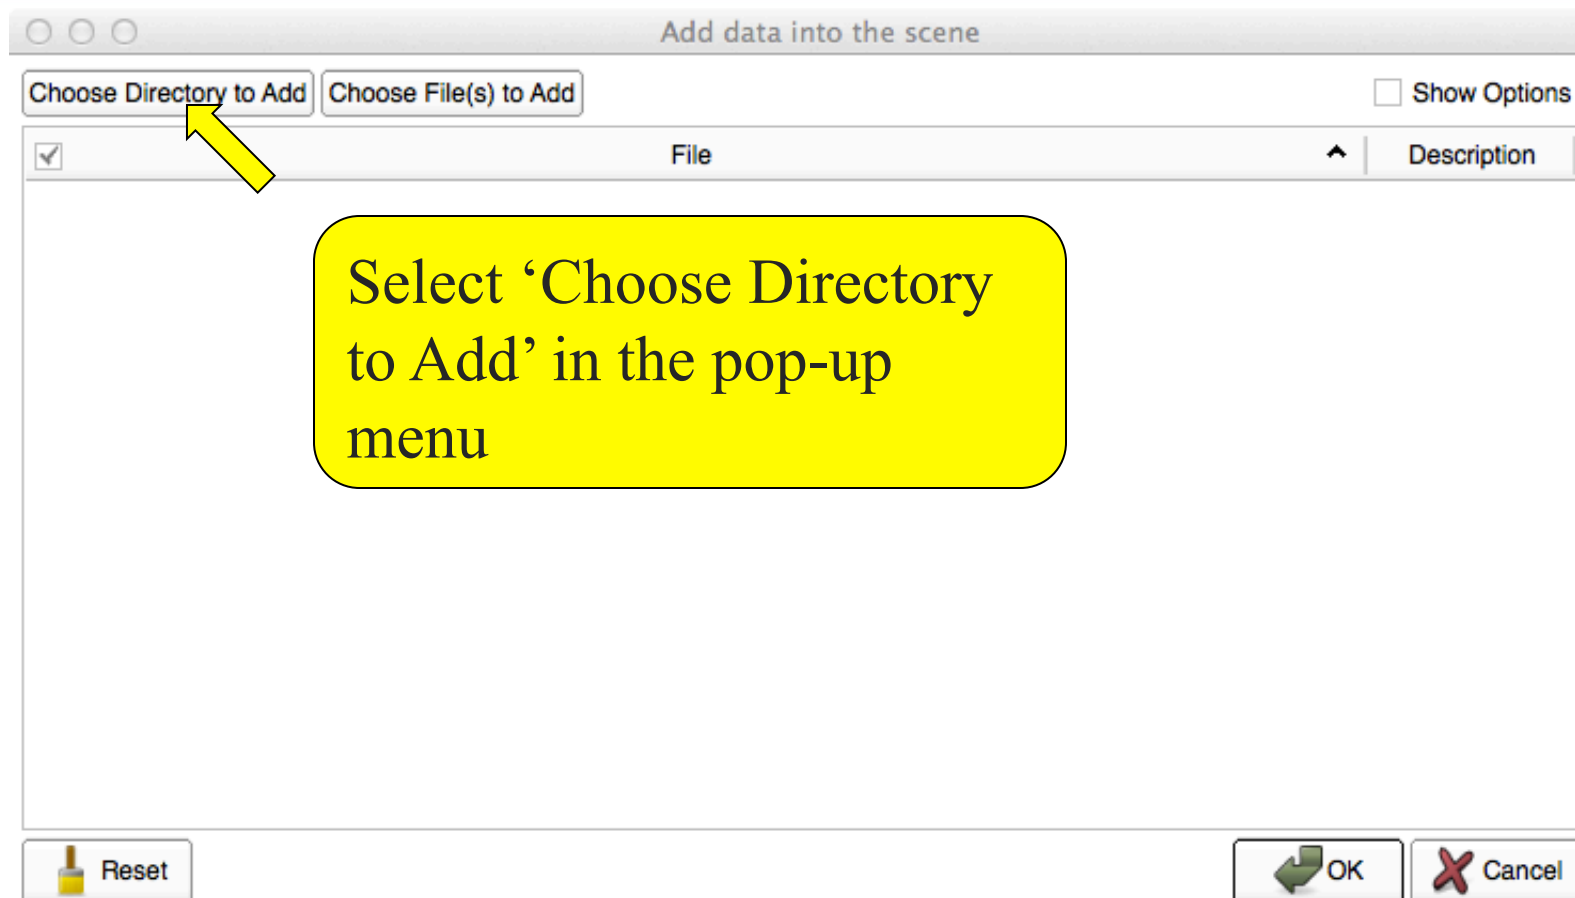 Add data into the scene
Choose Directory to Add Choose File(s) to Add Show Options
File Description
Select ‘Choose Directory
to Add’ in the pop-up
menu
Reset OK Cancel